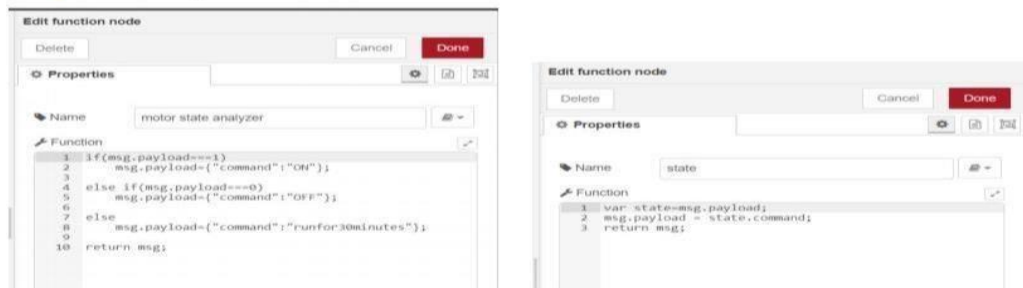 Edit function node
Delete
Cancel
Done
Properties
Name
motor state analyzer
Function
1 if(msg.payload===1)
2 msg.payload={"command":"ON"};
3
4 else if(msg.payload===0)
5 msg.payload={"command":"OFF"};
6
7 else
8 msg.payload={"command":"runfor30minutes"};
9
10 return msg;
Edit function node
Delete
Cancel
Done
Properties
Name
state
Function
1 var state=msg.payload;
2 msg.payload = state.command;
3 return msg;